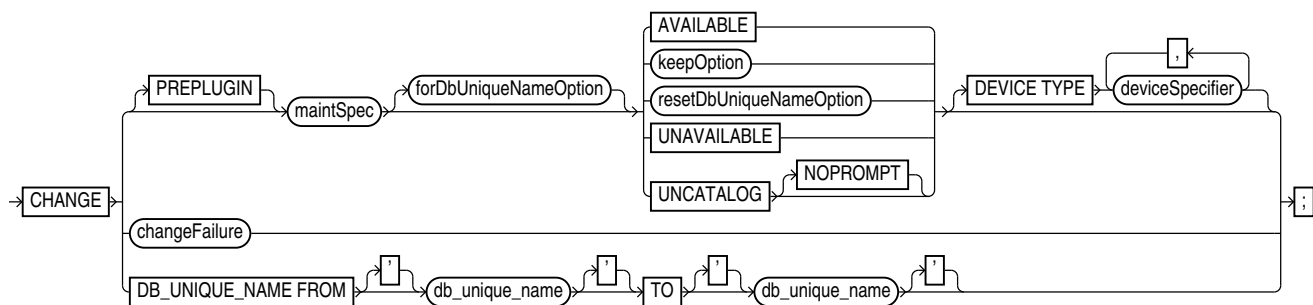 AVAILABLE
,
PREPLUGIN forDbUniqueNameOption keepOption DEVICE TYPE deviceSpecifier
maintSpec resetDbUniqueNameOption
UNAVAILABLE
NOPROMPT
UNCATALOG
CHANGE ;
changeFailure
' ' ' '
DB_UNIQUE_NAME FROM db_unique_name TO db_unique_name